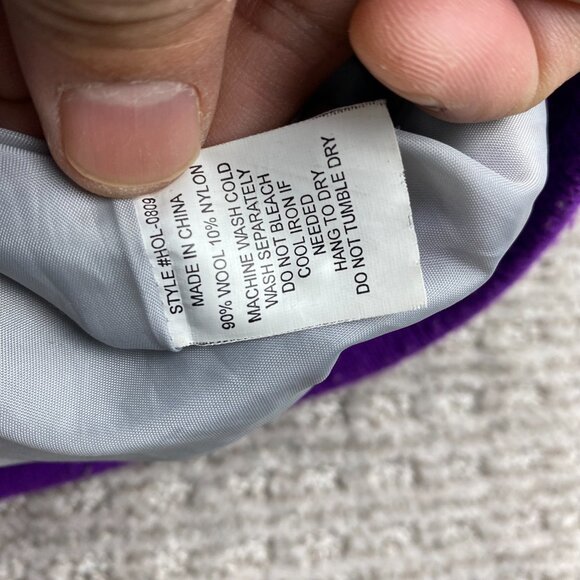 STYLE #HOL-0809
MADE IN CHINA
90% WOOL 10% NYLON
MACHINE WASH COLD
WASH SEPARATELY
DO NOT BLEACH
COOL IRON IF
NEEDED
HANG TO DRY
DO NOT TUMBLE DRY